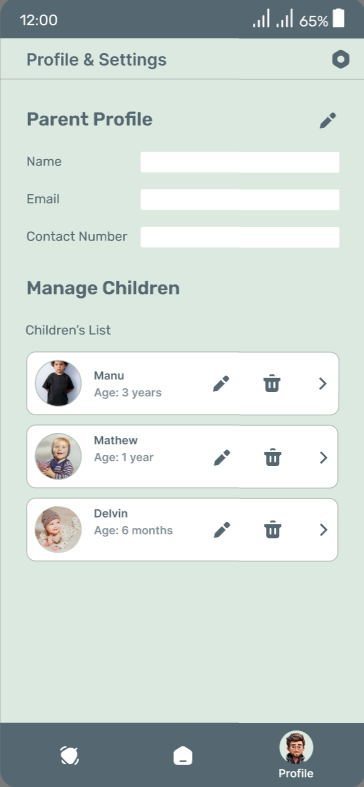 12:00 65%
Profile & Settings
Parent Profile
Name
Email
Contact Number
Manage Children
Children's List
Manu
Age: 3 years
Mathew
Age: 1 year
Delvin
Age: 6 months
Profile